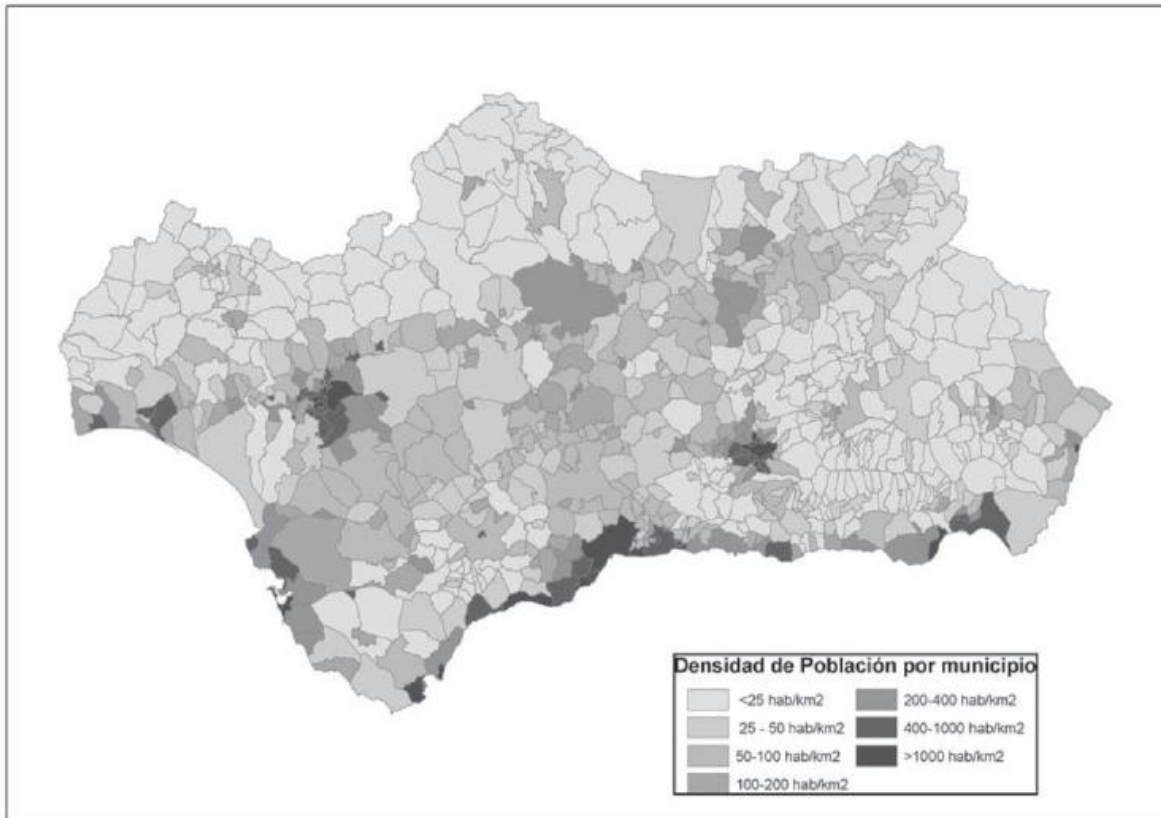 Densidad de Población por municipio
<25 hab/km2
25 - 50 hab/km2
50-100 hab/km2
100-200 hab/km2
200-400 hab/km2
400-1000 hab/km2
>1000 hab/km2